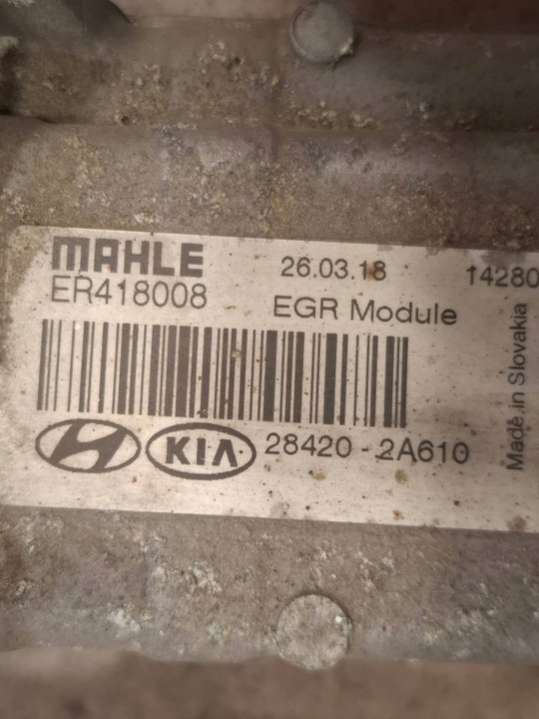 MAHLE 26.03.18 14280
ER418008 EGR Module
KIA 28420-2A610
Made in Slovakia